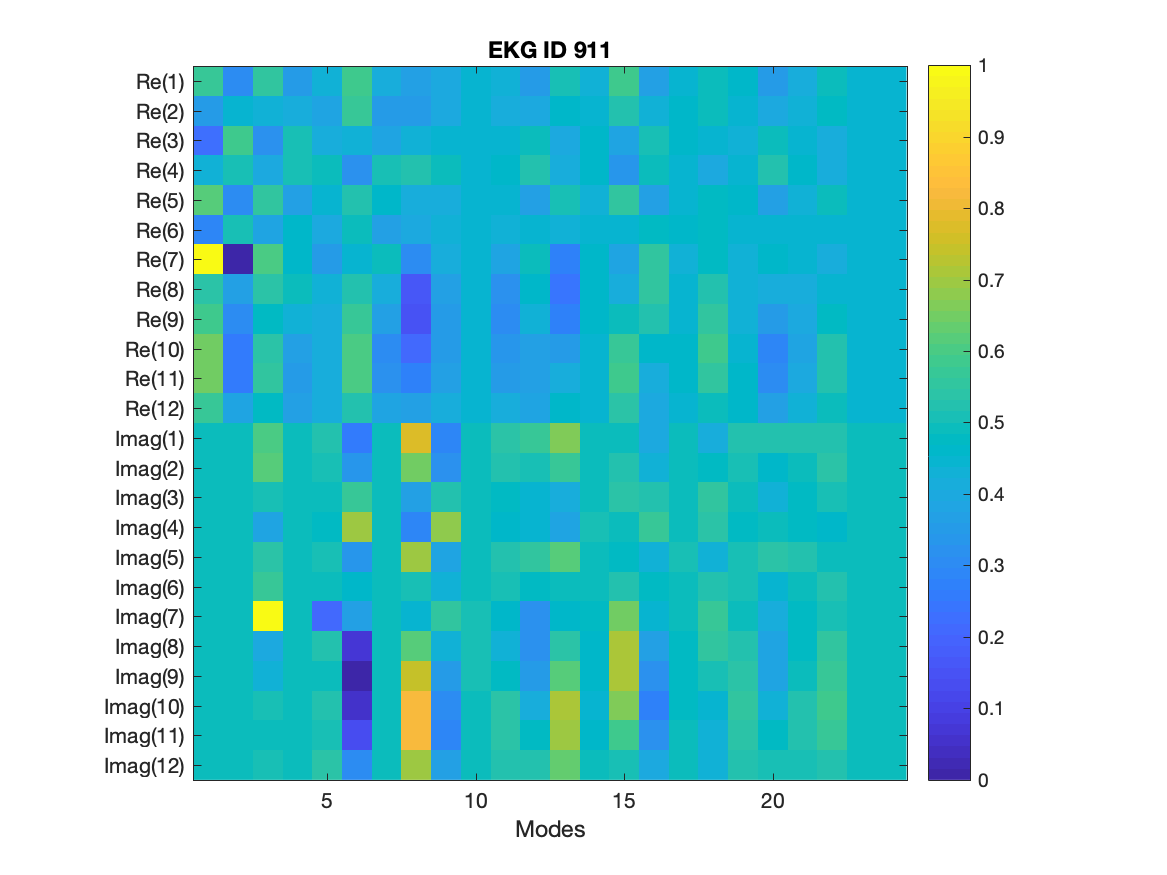 EKG ID 911
Re(1)
Re(2)
Re(3)
Re(4)
Re(5)
Re(6)
Re(7)
Re(8)
Re(9)
Re(10)
Re(11)
Re(12)
Imag(1)
Imag(2)
Imag(3)
Imag(4)
Imag(5)
Imag(6)
Imag(7)
Imag(8)
Imag(9)
Imag(10)
Imag(11)
Imag(12)
5 10 15 20
Modes
1
0.9
0.8
0.7
0.6
0.5
0.4
0.3
0.2
0.1
0